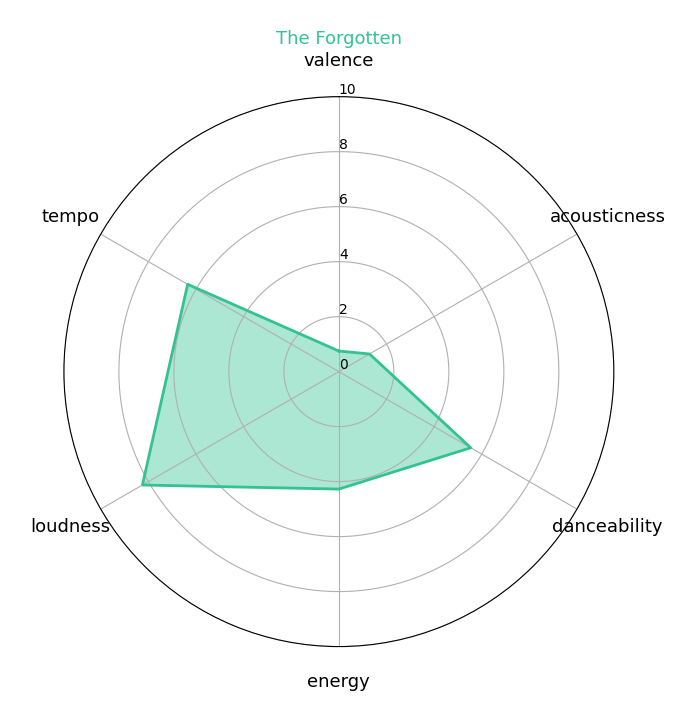 The Forgotten
valence
10
8
6
4
2
0
tempo
acousticness
loudness
danceability
energy